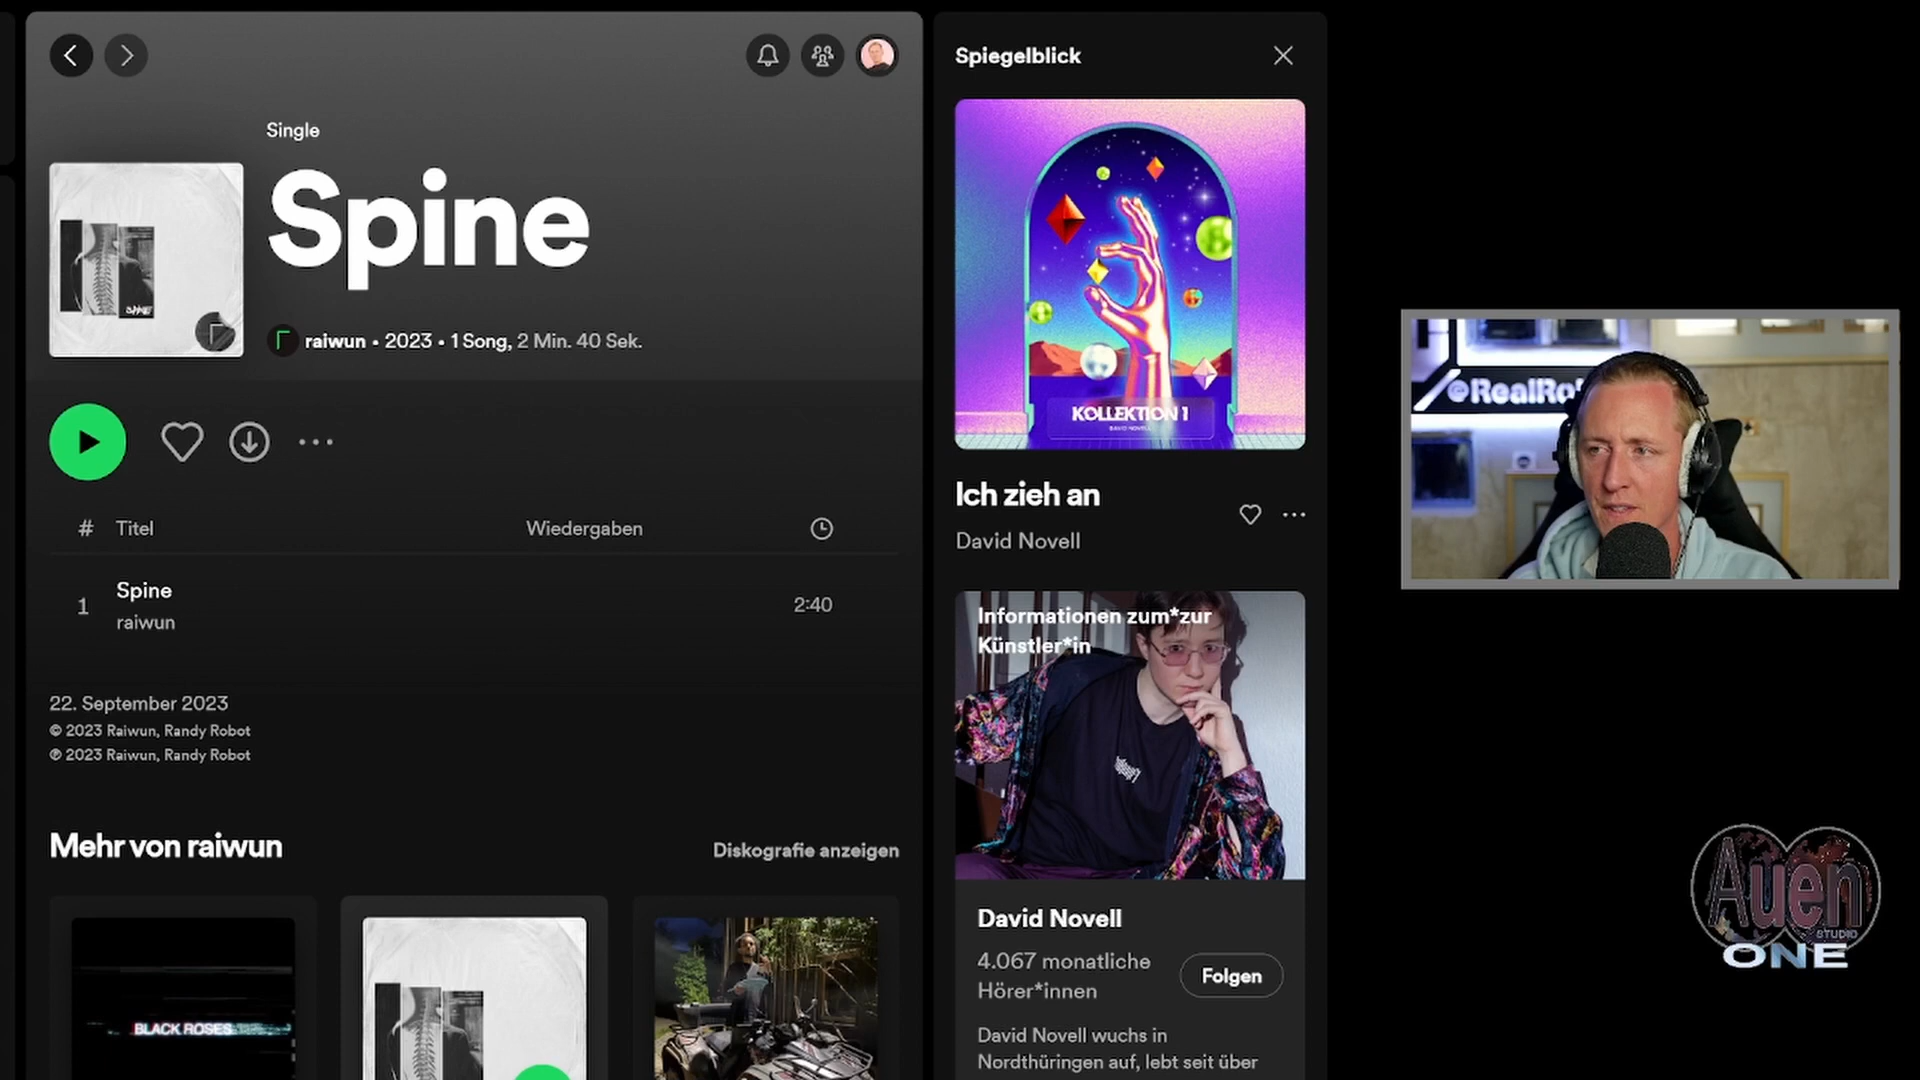 Single
Spine
raiwun • 2023 • 1 Song, 2 Min. 40 Sek.
# Titel Wiedergaben
1 Spine 2:40
raiwun
22. September 2023
© 2023 Raiwun, Randy Robot
℗ 2023 Raiwun, Randy Robot
Mehr von raiwun
Diskografie anzeigen
BLACK ROSES
Spiegelblick
KOLLEKTION 1
DAVID NOVELL
Ich zieh an
David Novell
Informationen zum*zur
Künstler*in
David Novell
4.067 monatliche
Hörer*innen
Folgen
David Novell wuchs in
Nordthüringen auf, lebt seit über
@RealRo
Auen
STUDIO
ONE